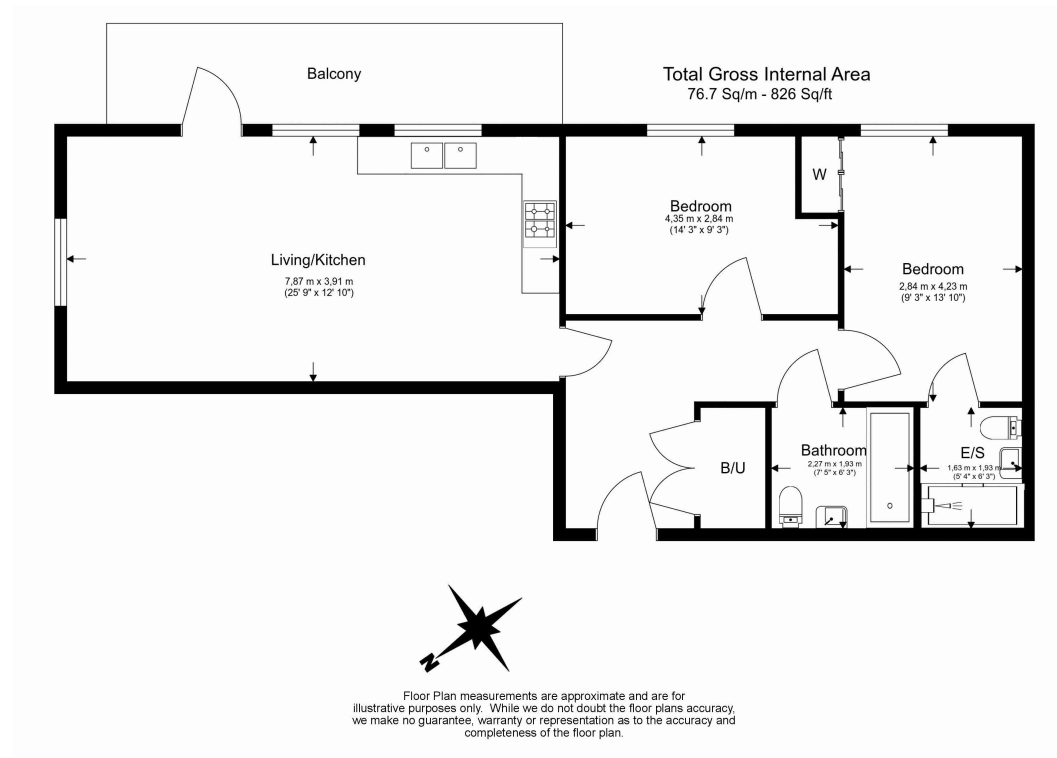 Balcony
Total Gross Internal Area
76.7 Sq/m - 826 Sq/ft
W
Bedroom
4,35 m x 2,84 m
(14' 3" x 9' 3")
Living/Kitchen
7,87 m x 3,91 m
(25' 9" x 12' 10")
Bedroom
2,84 m x 4,23 m
(9' 3" x 13' 10")
B/U
Bathroom
2,27 m x 1,93 m
(7' 5" x 6' 3")
E/S
1,63 m x 1,93 m
(5' 4" x 6' 3")
N
Floor Plan measurements are approximate and are for
illustrative purposes only. While we do not doubt the floor plans accuracy,
we make no guarantee, warranty or representation as to the accuracy and
completeness of the floor plan.